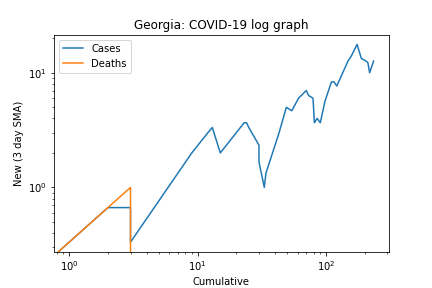 Georgia: COVID-19 log graph
Cases
Deaths
New (3 day SMA)
10¹
10⁰
10⁰ 10¹ 10²
Cumulative